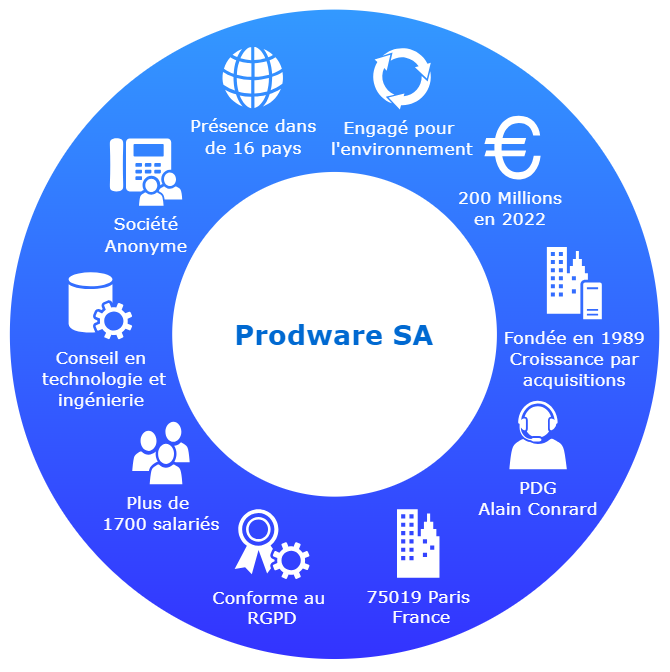 Présence dans
de 16 pays
Engagé pour
l'environnement
200 Millions
en 2022
Fondée en 1989
Croissance par
acquisitions
PDG
Alain Conrard
75019 Paris
France
Conforme au
RGPD
Plus de
1700 salariés
Conseil en
technologie et
ingénierie
Société
Anonyme
Prodware SA